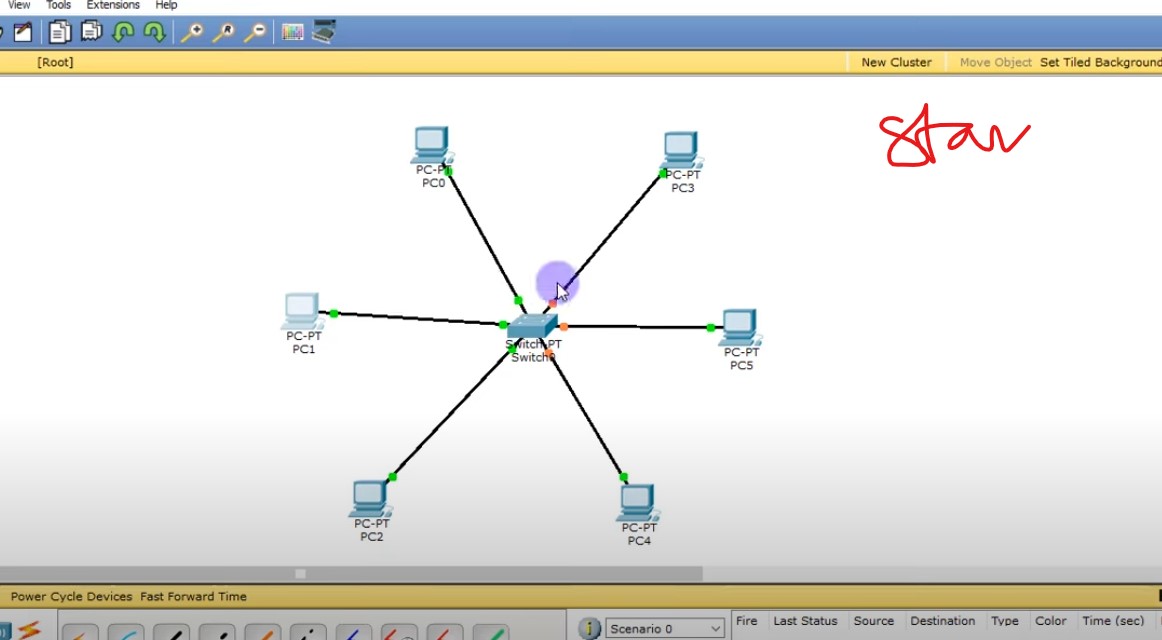 View Tools Extensions Help
[Root] New Cluster Move Object Set Tiled Background
star
PC-PT
PC0
PC-PT
PC3
PC-PT
PC1
Switch-PT
Switch0
PC-PT
PC5
PC-PT
PC2
PC-PT
PC4
Power Cycle Devices Fast Forward Time
Scenario 0
Fire Last Status Source Destination Type Color Time (sec)